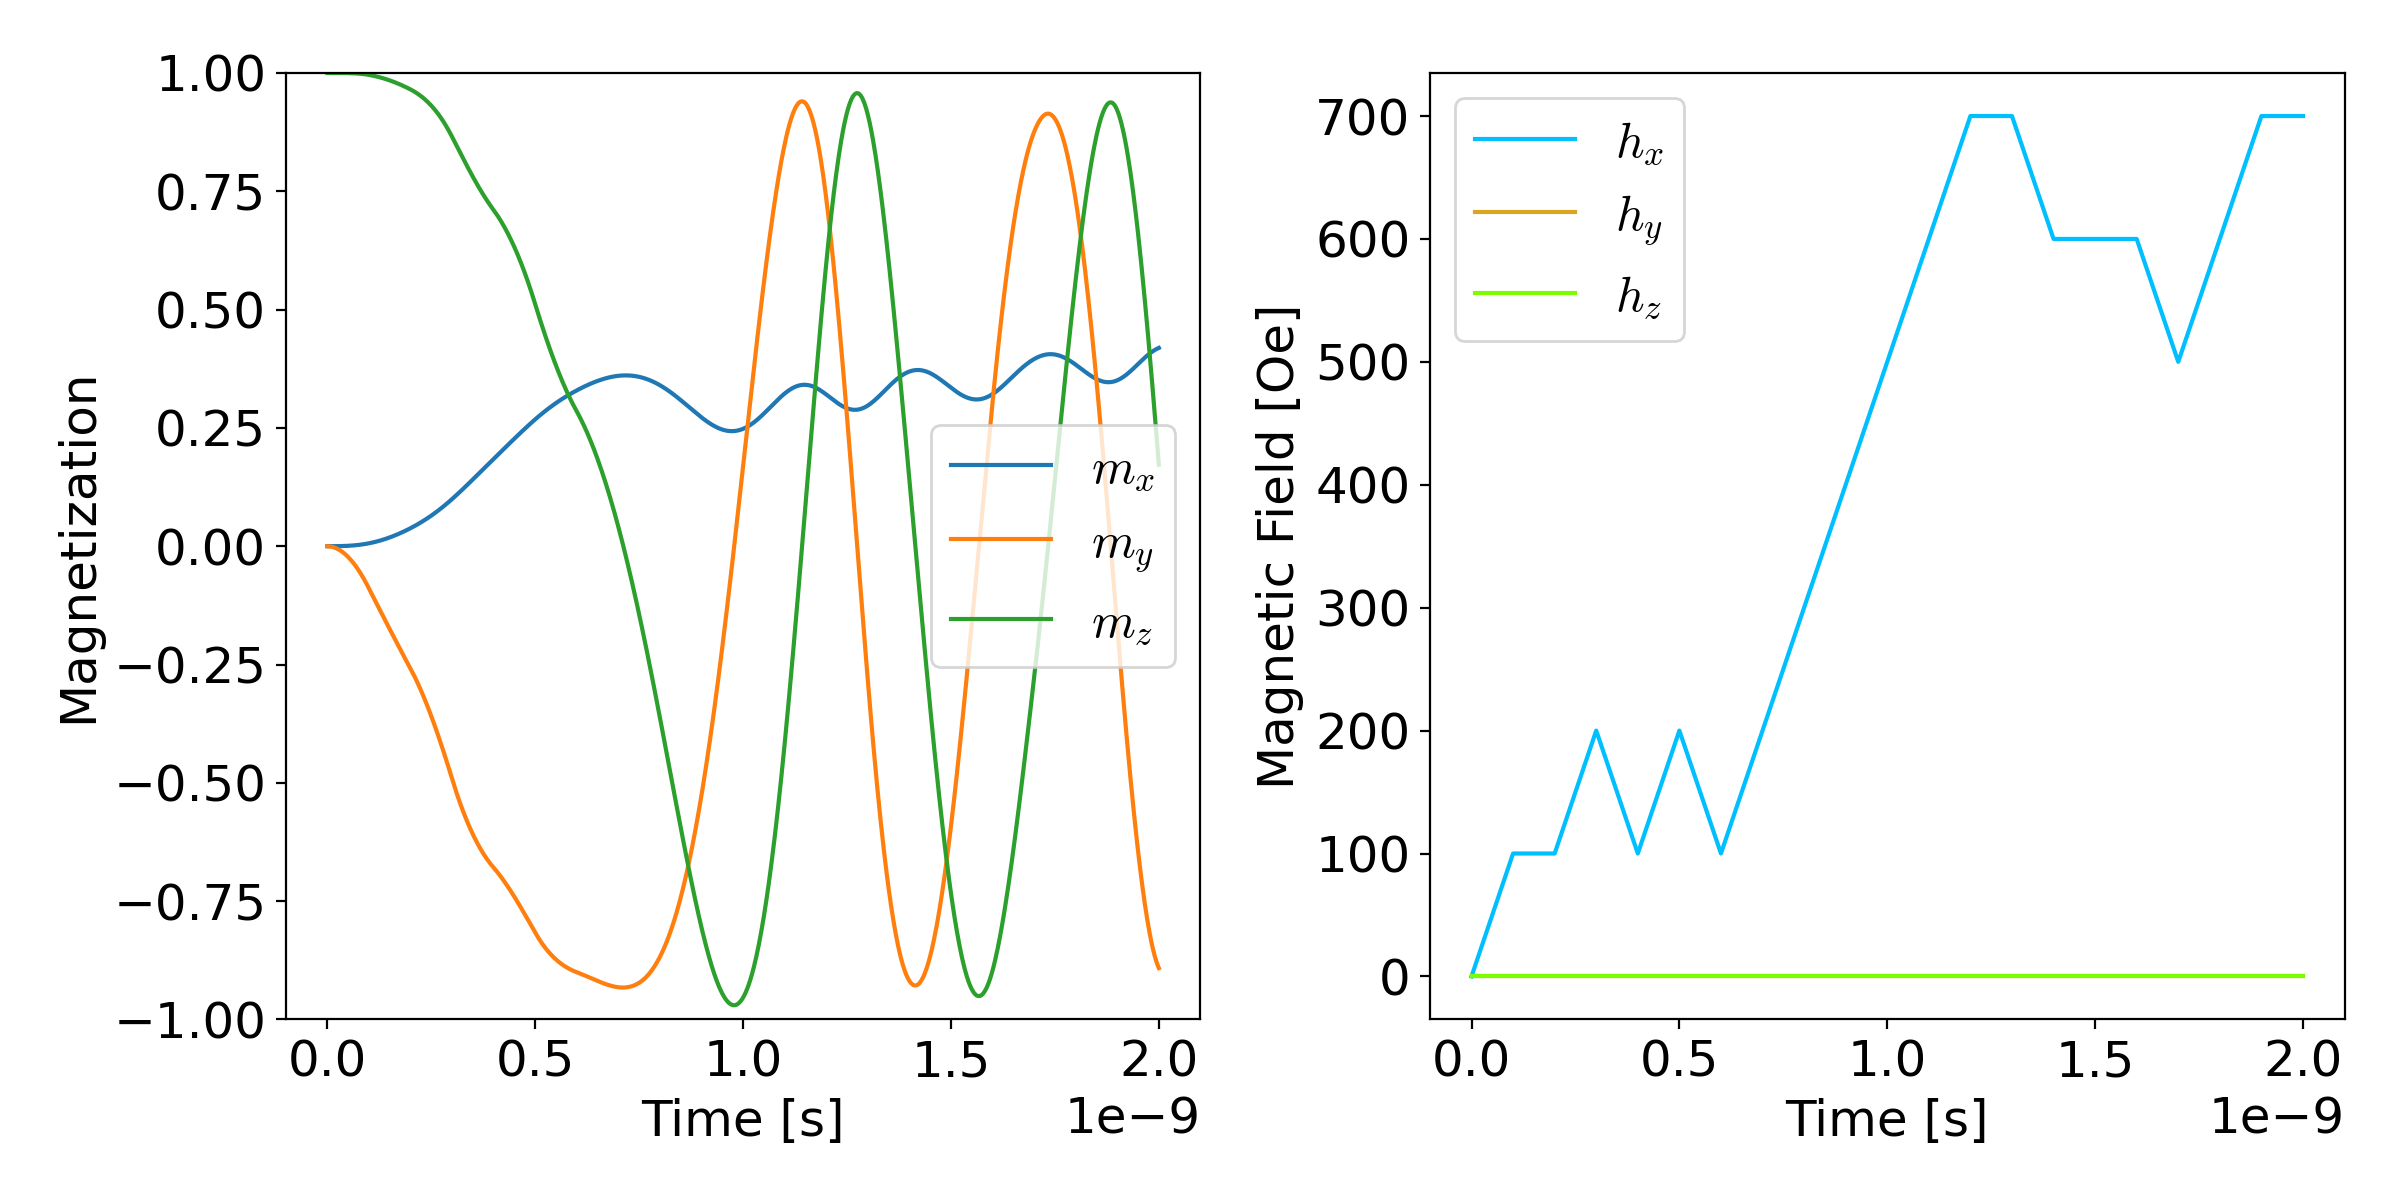 Magnetization
1.00
0.75
0.50
0.25
0.00
−0.25
−0.50
−0.75
−1.00
0.0 0.5 1.0 1.5 2.0
Time [s]
1e−9
m_x
m_y
m_z
Magnetic Field [Oe]
700
600
500
400
300
200
100
0
0.0 0.5 1.0 1.5 2.0
Time [s]
1e−9
h_x
h_y
h_z